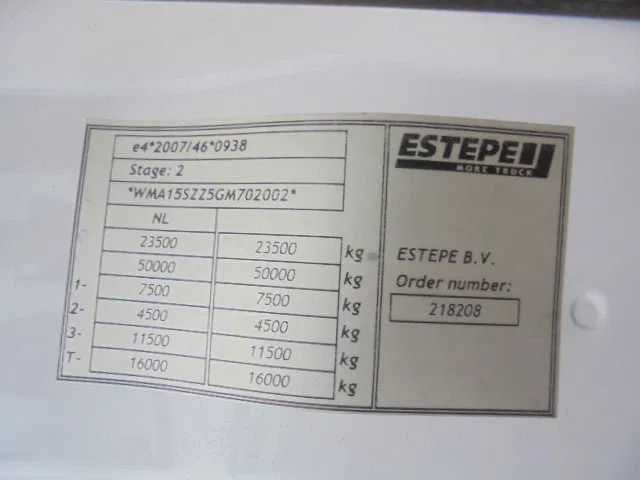 e4*2007/46*0938
Stage: 2
*WMA15SZZ5GM702002*
NL
23500 23500 kg
50000 50000 kg
1- 7500 7500 kg
2- 4500 4500 kg
3- 11500 11500 kg
T- 16000 16000 kg
ESTEPE
MORE TRUCK
ESTEPE B.V.
Order number:
218208